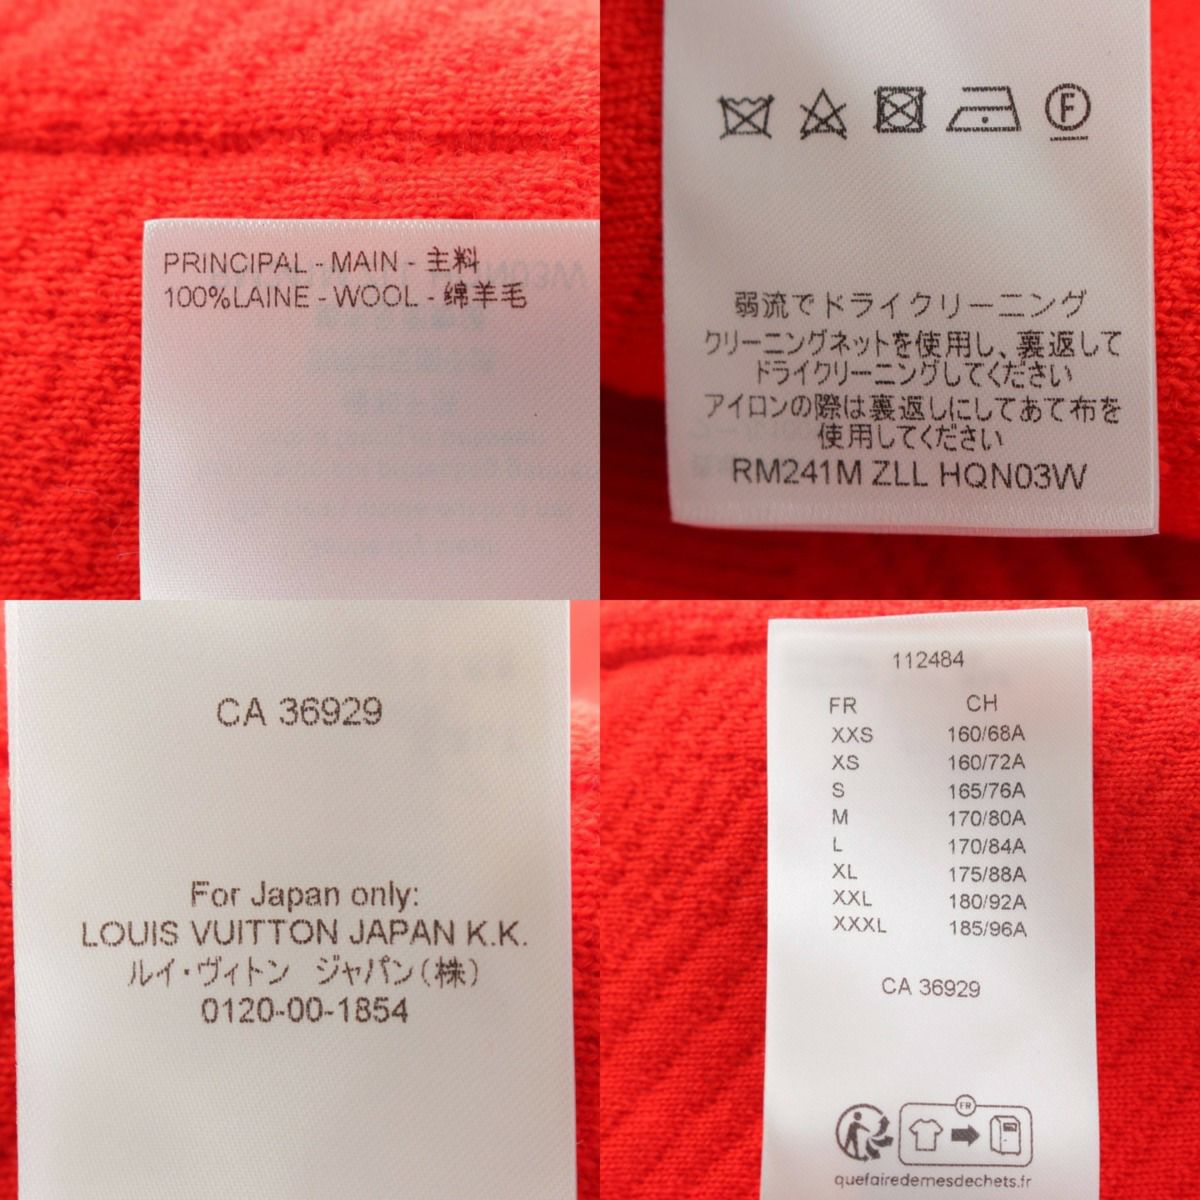 PRINCIPAL - MAIN - 主料
100%LAINE - WOOL - 绵羊毛
F
弱流でドライクリーニング
クリーニングネットを使用し、裏返して
ドライクリーニングしてください
アイロンの際は裏返しにしてあて布を
使用してください
RM241M ZLL HQN03W
CA 36929
For Japan only:
LOUIS VUITTON JAPAN K.K.
ルイ・ヴィトン ジャパン(株)
0120-00-1854
112484
FR CH
XXS 160/68A
XS 160/72A
S 165/76A
M 170/80A
L 170/84A
XL 175/88A
XXL 180/92A
XXXL 185/96A
CA 36929
FR
quefairedemesdechets.fr